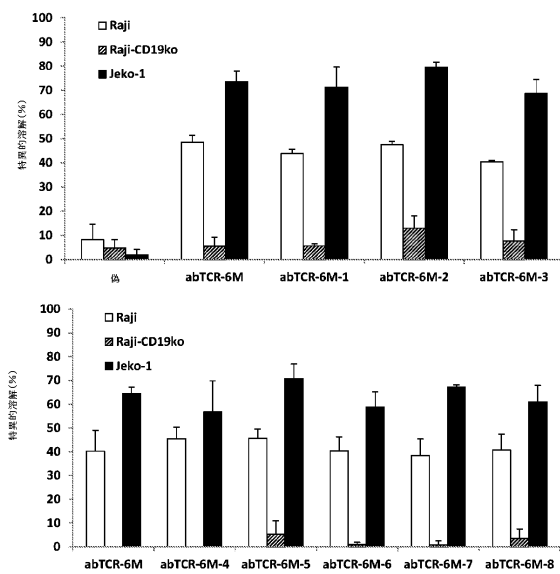 特異的溶解(%)
100
90
80
70
60
50
40
30
20
10
0
Raji
Raji-CD19ko
Jeko-1
偽 abTCR-6M abTCR-6M-1 abTCR-6M-2 abTCR-6M-3
特異的溶解(%)
100
90
80
70
60
50
40
30
20
10
0
Raji
Raji-CD19ko
Jeko-1
abTCR-6M abTCR-6M-4 abTCR-6M-5 abTCR-6M-6 abTCR-6M-7 abTCR-6M-8